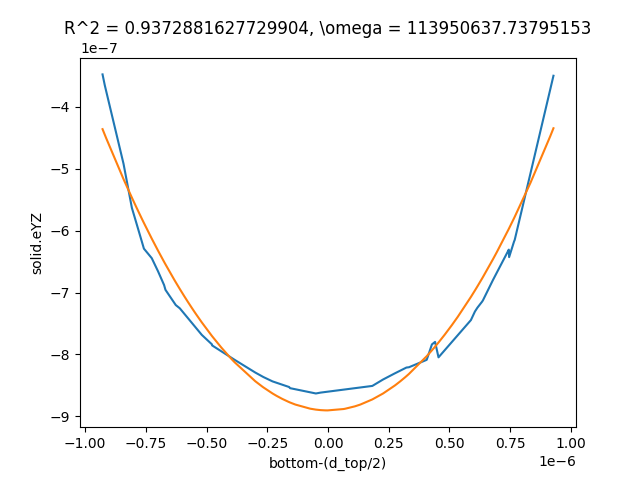 R^2 = 0.9372881627729904, \omega = 113950637.73795153
1e−7
−4
−5
−6
−7
−8
−9
solid.eYZ
−1.00 −0.75 −0.50 −0.25 0.00 0.25 0.50 0.75 1.00
1e−6
bottom-(d_top/2)